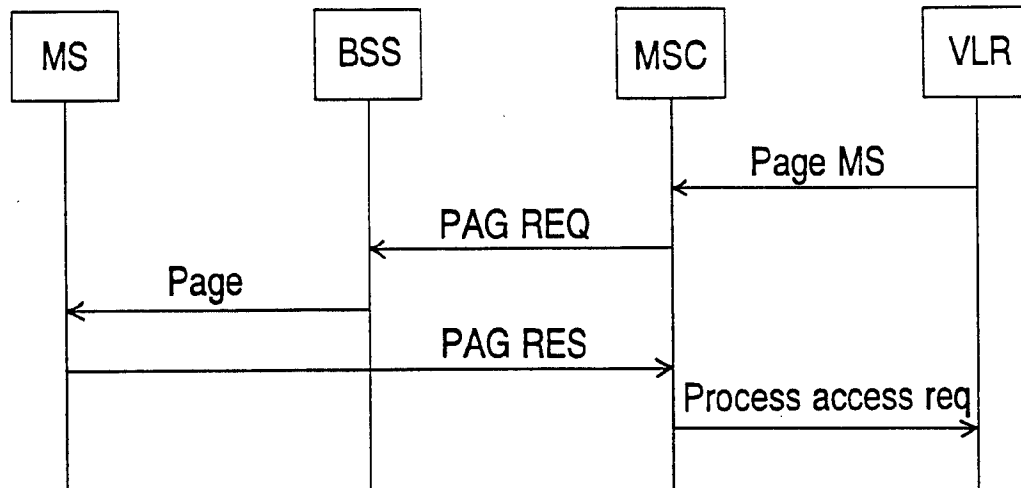 MS
BSS
MSC
VLR
Page MS
PAG REQ
Page
PAG RES
Process access req